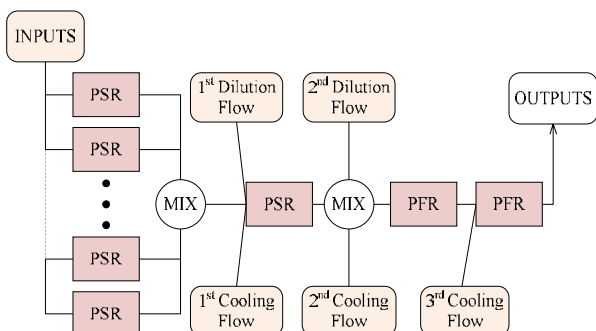 INPUTS
PSR
PSR
PSR
PSR
MIX
1st Dilution
Flow
PSR
1st Cooling
Flow
2nd Dilution
Flow
MIX
2nd Cooling
Flow
PFR
PFR
3rd Cooling
Flow
OUTPUTS